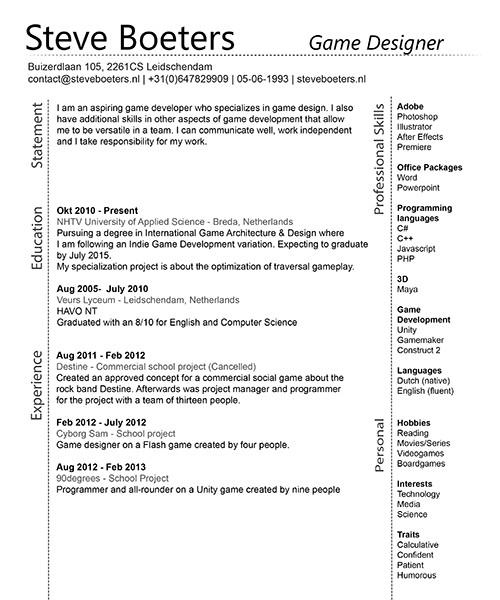 Steve Boeters
Game Designer
Buizerdlaan 105, 2261CS Leidschendam
contact@steveboeters.nl | +31(0)647829909 | 05-06-1993 | steveboeters.nl
Statement
I am an aspiring game developer who specializes in game design. I also
have additional skills in other aspects of game development that allow
me to be versatile in a team. I can communicate well, work independent
and I take responsibility for my work.
Education
Okt 2010 - Present
NHTV University of Applied Science - Breda, Netherlands
Pursuing a degree in International Game Architecture & Design where
I am following an Indie Game Development variation. Expecting to graduate
by July 2015.
My specialization project is about the optimization of traversal gameplay.
Aug 2005- July 2010
Veurs Lyceum - Leidschendam, Netherlands
HAVO NT
Graduated with an 8/10 for English and Computer Science
Experience
Aug 2011 - Feb 2012
Destine - Commercial school project (Cancelled)
Created an approved concept for a commercial social game about the
rock band Destine. Afterwards was project manager and programmer
for the project with a team of thirteen people.
Feb 2012 - July 2012
Cyborg Sam - School project
Game designer on a Flash game created by four people.
Aug 2012 - Feb 2013
90degrees - School Project
Programmer and all-rounder on a Unity game created by nine people
Professional Skills
Adobe
Photoshop
Illustrator
After Effects
Premiere
Office Packages
Word
Powerpoint
Programming
languages
C#
C++
Javascript
PHP
3D
Maya
Game
Development
Unity
Gamemaker
Construct 2
Languages
Dutch (native)
English (fluent)
Personal
Hobbies
Reading
Movies/Series
Videogames
Boardgames
Interests
Technology
Media
Science
Traits
Calculative
Confident
Patient
Humorous